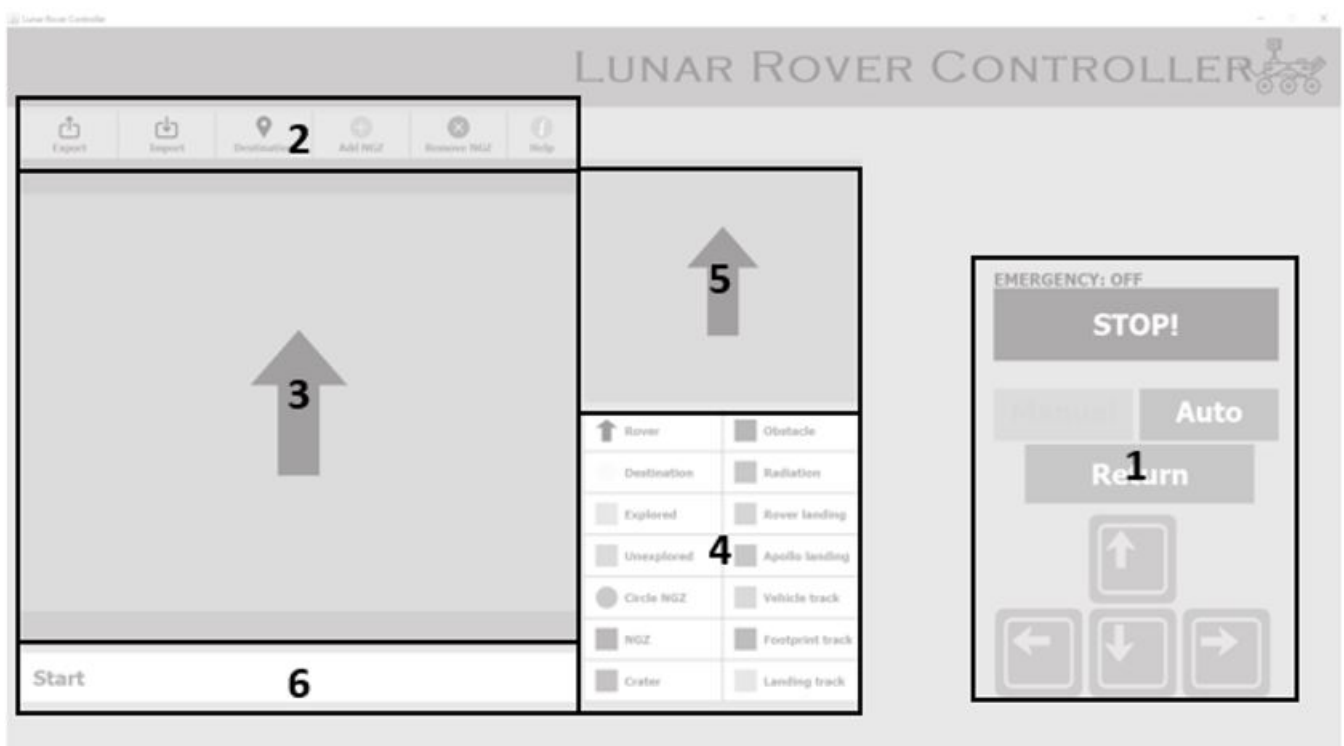 Lunar Rover Controller
LUNAR ROVER CONTROLLER
Export
Import
Destination
Add NGZ
Remove NGZ
Help
2
3
5
Rover
Obstacle
Destination
Radiation
Explored
Rover landing
Unexplored
Apollo landing
4
Circle NGZ
Vehicle track
NGZ
Footprint track
Crater
Landing track
Start
6
EMERGENCY: OFF
STOP!
Manual
Auto
Return
1